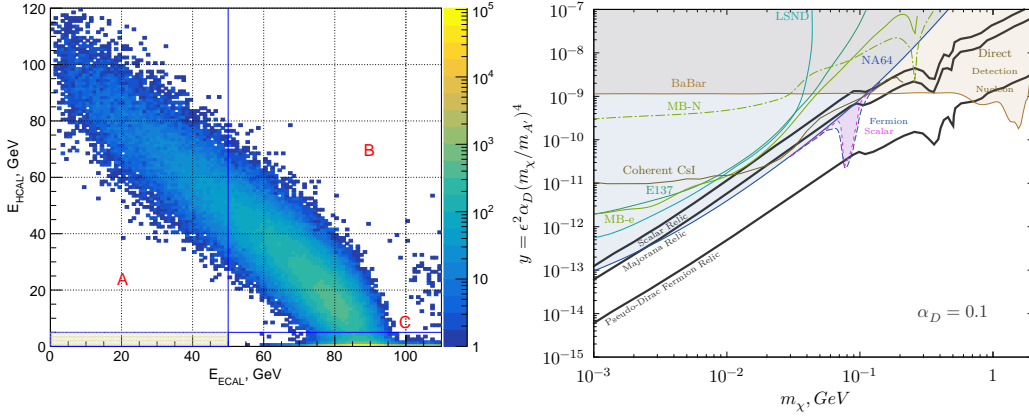 120
100
80
60
40
20
0
E_HCAL, GeV
0 20 40 60 80 100
E_ECAL, GeV
A
B
C
10^5
10^4
10^3
10^2
10
1
10^-7
10^-8
10^-9
10^-10
10^-11
10^-12
10^-13
10^-14
10^-15
y = ϵ^2 α_D (m_χ/m_A')^4
LSND
NA64
Direct
Detection
Nucleon
BaBar
MB-N
Fermion
Scalar
Coherent CsI
E137
MB-e
Scalar Relic
Majorana Relic
Pseudo-Dirac Fermion Relic
α_D = 0.1
10^-3 10^-2 10^-1 1
m_χ, GeV